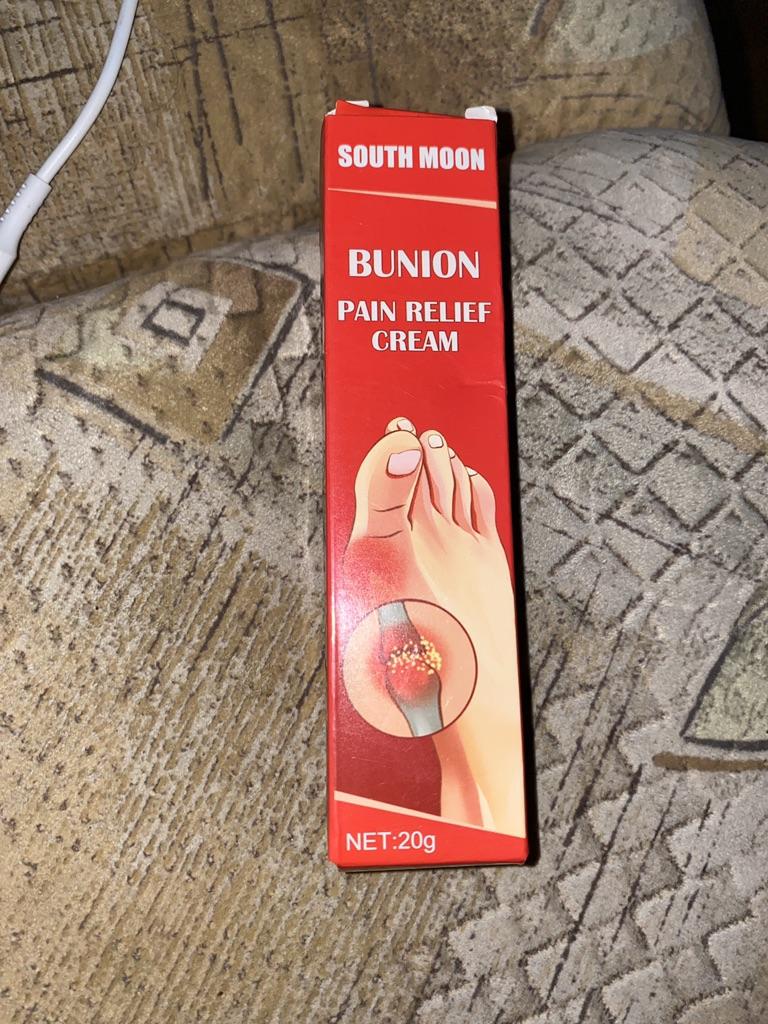 SOUTH MOON
BUNION
PAIN RELIEF
CREAM
NET:20g